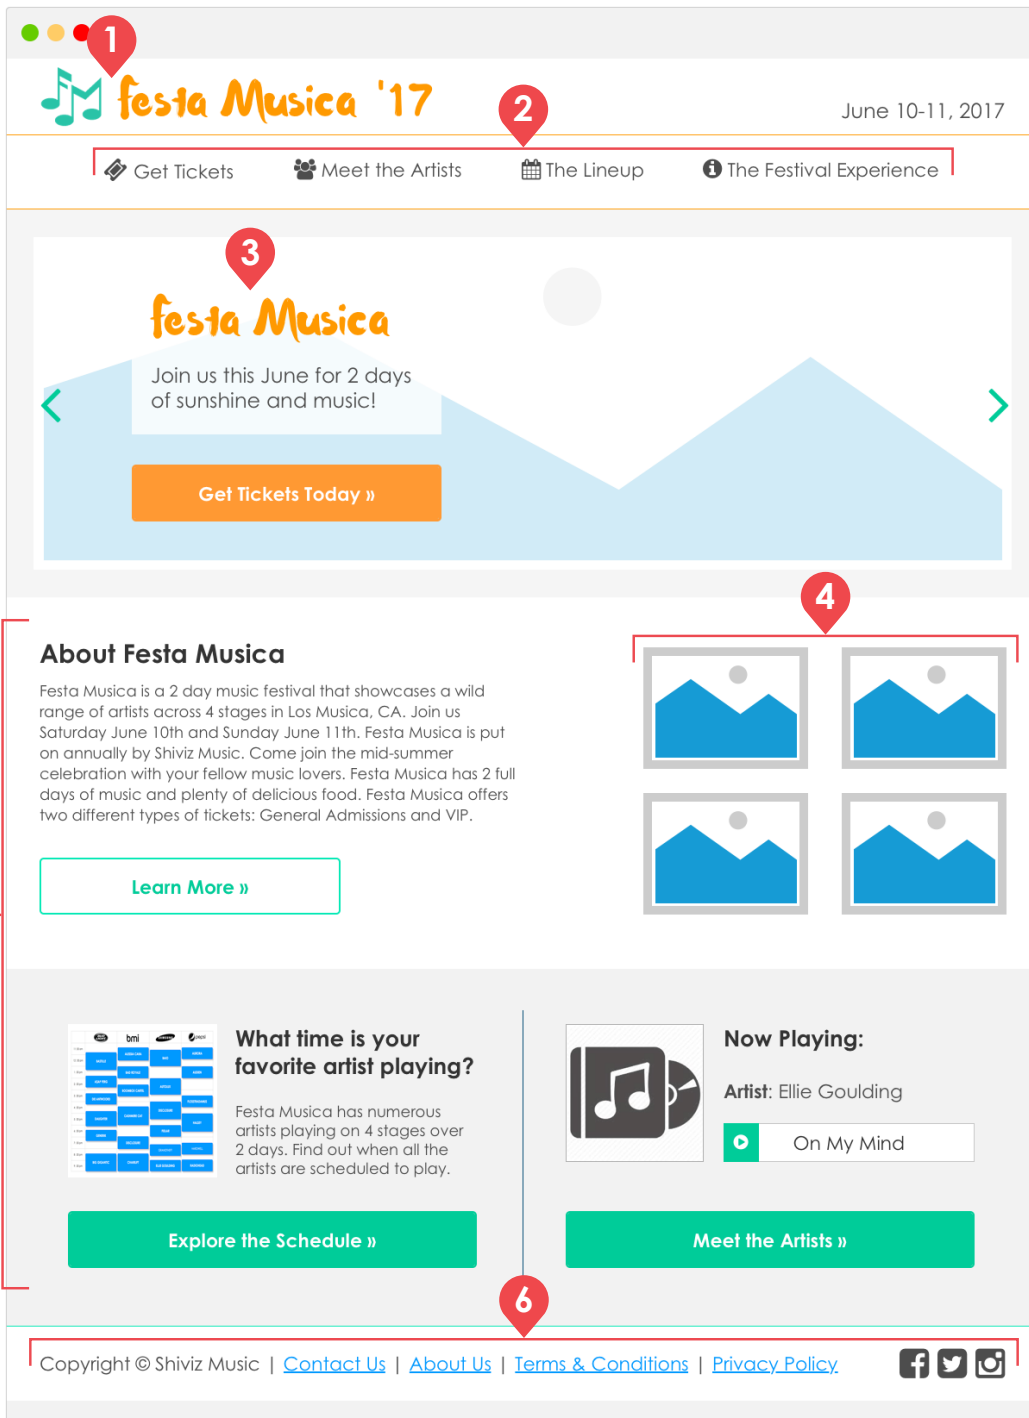 1
festa Musica '17
June 10-11, 2017
2
Get Tickets
Meet the Artists
The Lineup
The Festival Experience
3
festa Musica
Join us this June for 2 days
of sunshine and music!
Get Tickets Today »
4
About Festa Musica
Festa Musica is a 2 day music festival that showcases a wild
range of artists across 4 stages in Los Musica, CA. Join us
Saturday June 10th and Sunday June 11th. Festa Musica is put
on annually by Shiviz Music. Come join the mid-summer
celebration with your fellow music lovers. Festa Musica has 2 full
days of music and plenty of delicious food. Festa Musica offers
two different types of tickets: General Admissions and VIP.
Learn More »
bmi
SAMSUNG
pepsi
What time is your
favorite artist playing?
Festa Musica has numerous
artists playing on 4 stages over
2 days. Find out when all the
artists are scheduled to play.
Explore the Schedule »
Now Playing:
Artist: Ellie Goulding
On My Mind
Meet the Artists »
6
Copyright © Shiviz Music | Contact Us | About Us | Terms & Conditions | Privacy Policy